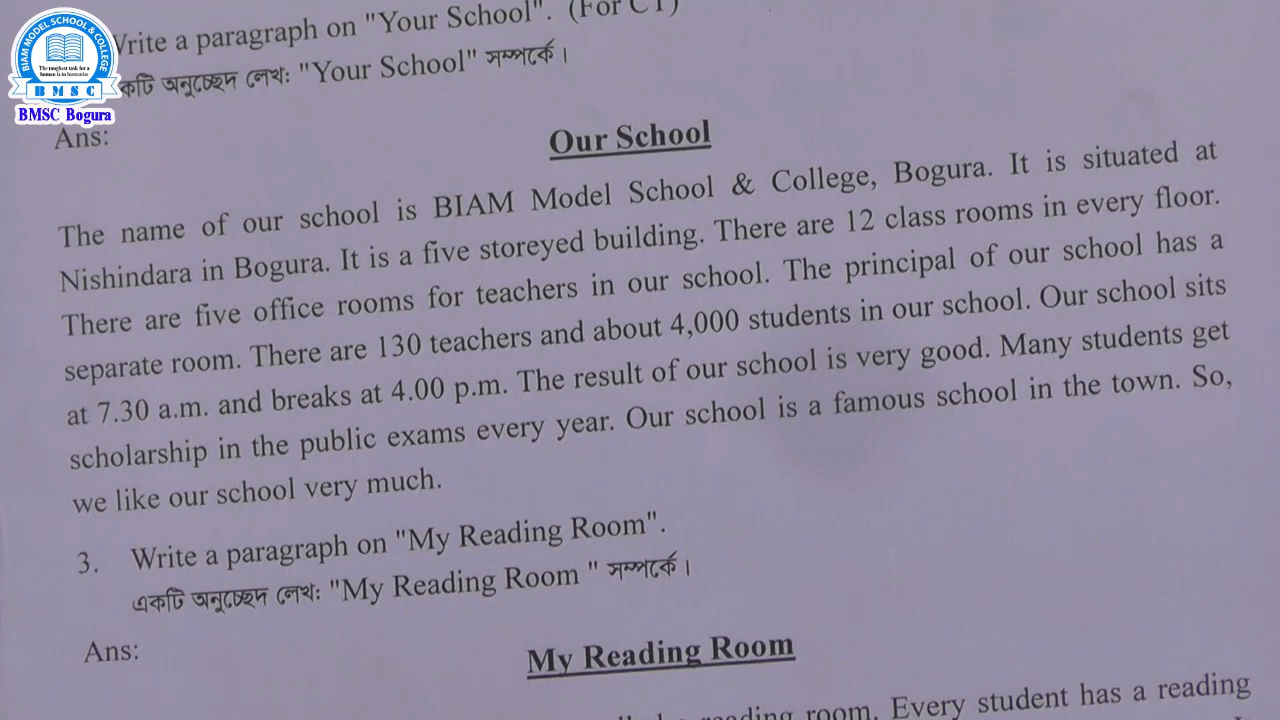 BIAM MODEL SCHOOL & COLLEGE
The toughest task for a
human is to humanise
BMSC
BMSC Bogura
Write a paragraph on "Your School". (For CT)
একটি অনুচ্ছেদ লেখ: "Your School" সম্পর্কে।
Ans:
Our School
The name of our school is BIAM Model School & College, Bogura. It is situated at
Nishindara in Bogura. It is a five storeyed building. There are 12 class rooms in every floor.
There are five office rooms for teachers in our school. The principal of our school has a
separate room. There are 130 teachers and about 4,000 students in our school. Our school sits
at 7.30 a.m. and breaks at 4.00 p.m. The result of our school is very good. Many students get
scholarship in the public exams every year. Our school is a famous school in the town. So,
we like our school very much.
3. Write a paragraph on "My Reading Room".
একটি অনুচ্ছেদ লেখ: "My Reading Room " সম্পর্কে।
Ans:
My Reading Room
reading room. Every student has a reading